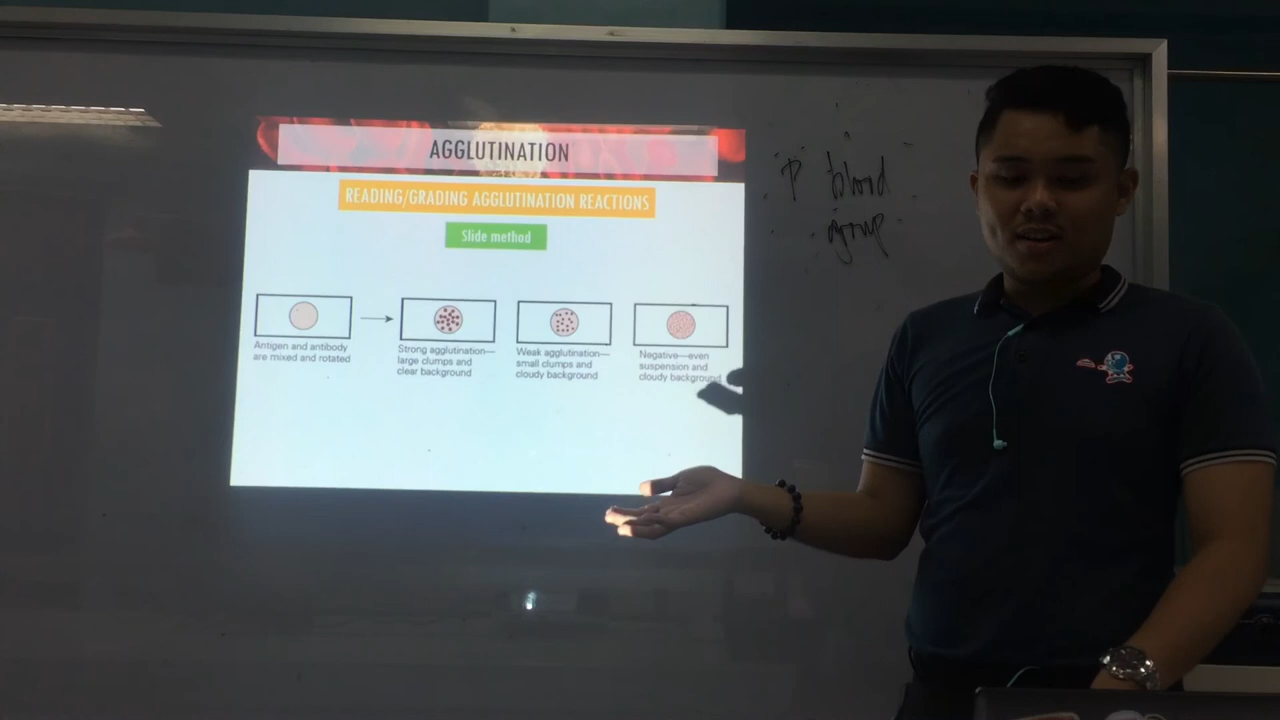 AGGLUTINATION
READING/GRADING AGGLUTINATION REACTIONS
Slide method
Antigen and antibody
are mixed and rotated
Strong agglutination—
large clumps and
clear background
Weak agglutination—
small clumps and
cloudy background
Negative—even
suspension and
cloudy background
P blood
group